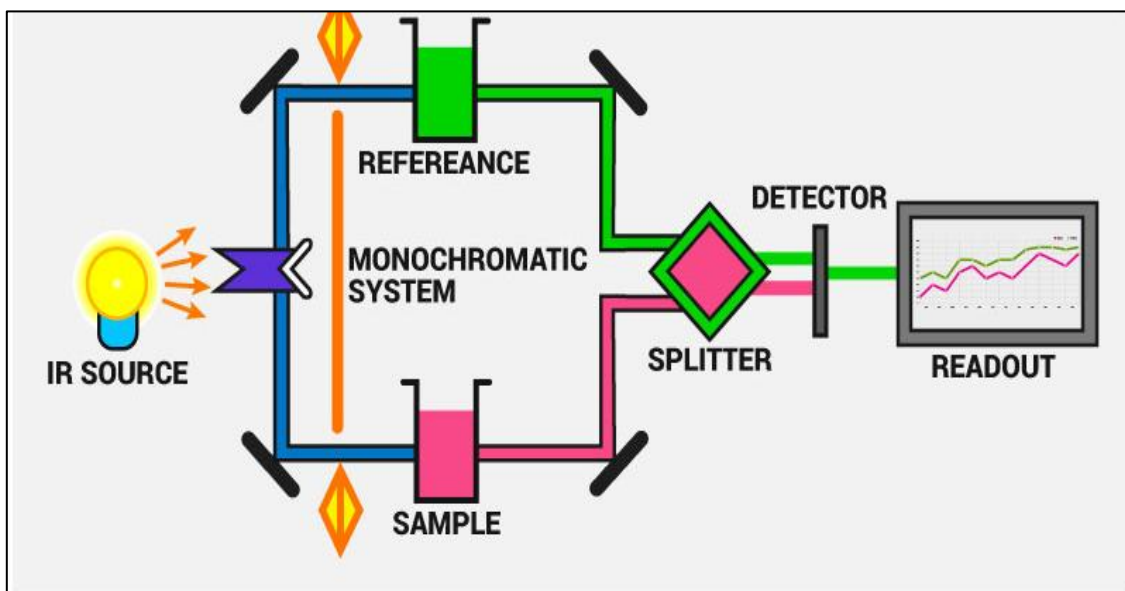 REFEREANCE
DETECTOR
MONOCHROMATIC
SYSTEM
IR SOURCE
SPLITTER
READOUT
SAMPLE